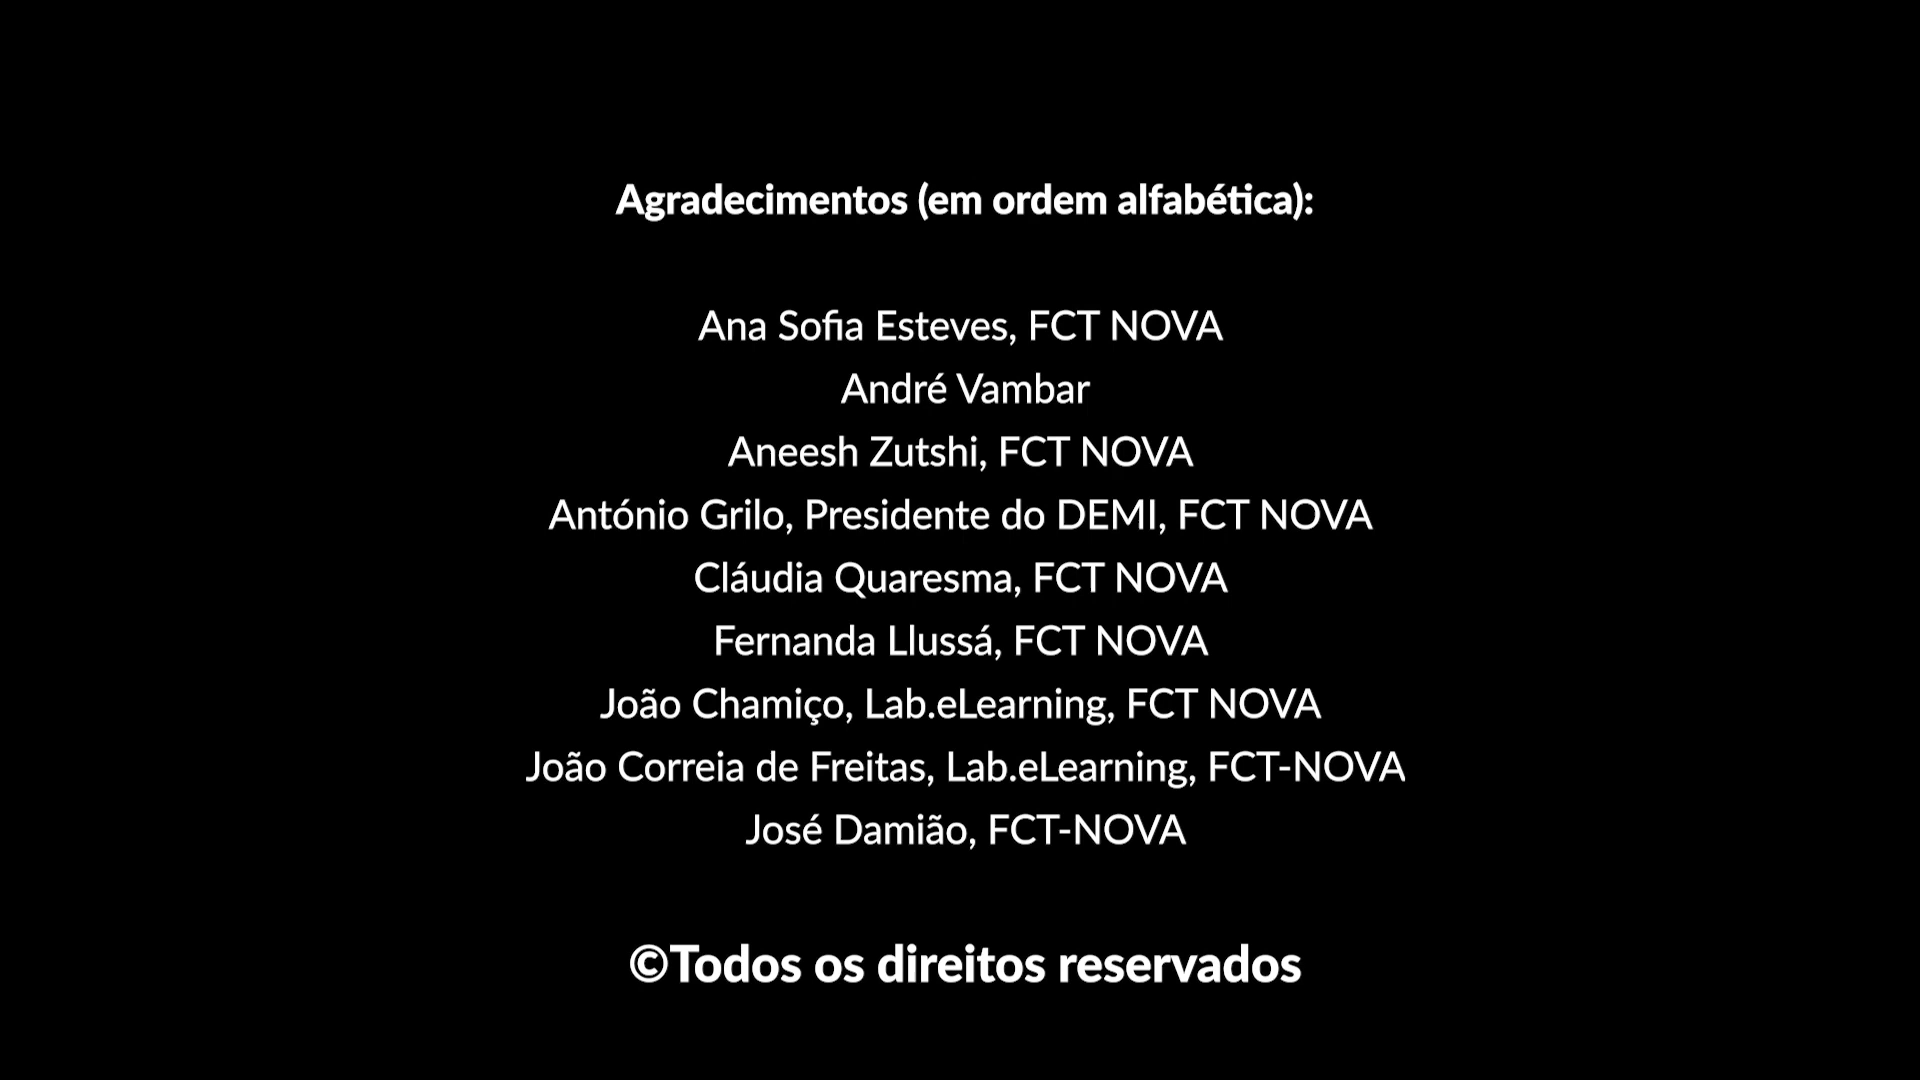 Agradecimentos (em ordem alfabética):
Ana Sofia Esteves, FCT NOVA
André Vambar
Aneesh Zutshi, FCT NOVA
António Grilo, Presidente do DEMI, FCT NOVA
Cláudia Quaresma, FCT NOVA
Fernanda Llussá, FCT NOVA
João Chamiço, Lab.eLearning, FCT NOVA
João Correia de Freitas, Lab.eLearning, FCT-NOVA
José Damião, FCT-NOVA
©Todos os direitos reservados